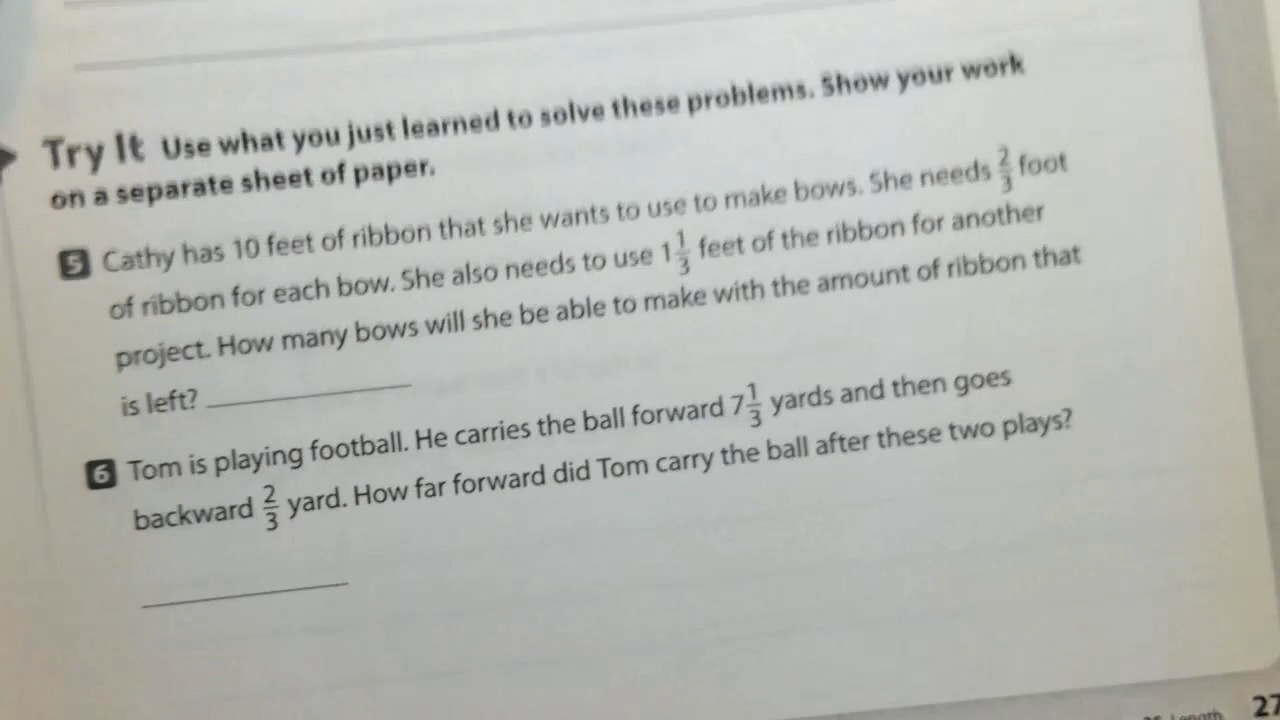 Try It Use what you just learned to solve these problems. Show your work
on a separate sheet of paper.
5 Cathy has 10 feet of ribbon that she wants to use to make bows. She needs 2/3 foot
of ribbon for each bow. She also needs to use 1 1/3 feet of the ribbon for another
project. How many bows will she be able to make with the amount of ribbon that
is left?
6 Tom is playing football. He carries the ball forward 7 1/3 yards and then goes
backward 2/3 yard. How far forward did Tom carry the ball after these two plays?
Length 27